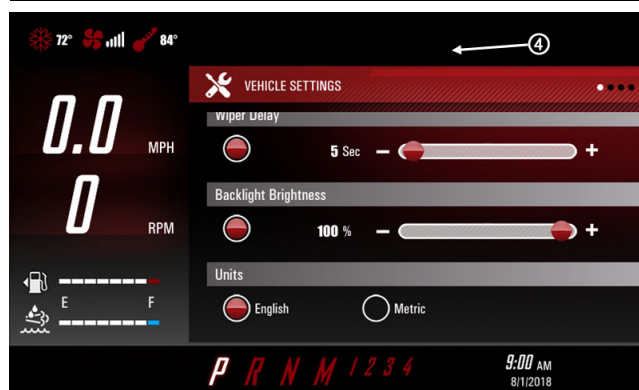 72° 84°
4
VEHICLE SETTINGS
Wiper Delay
0.0 MPH
5 Sec − +
Backlight Brightness
0 RPM
100 % − +
Units
E F
English Metric
P R N M 1 2 3 4
9:00 AM
8/1/2018